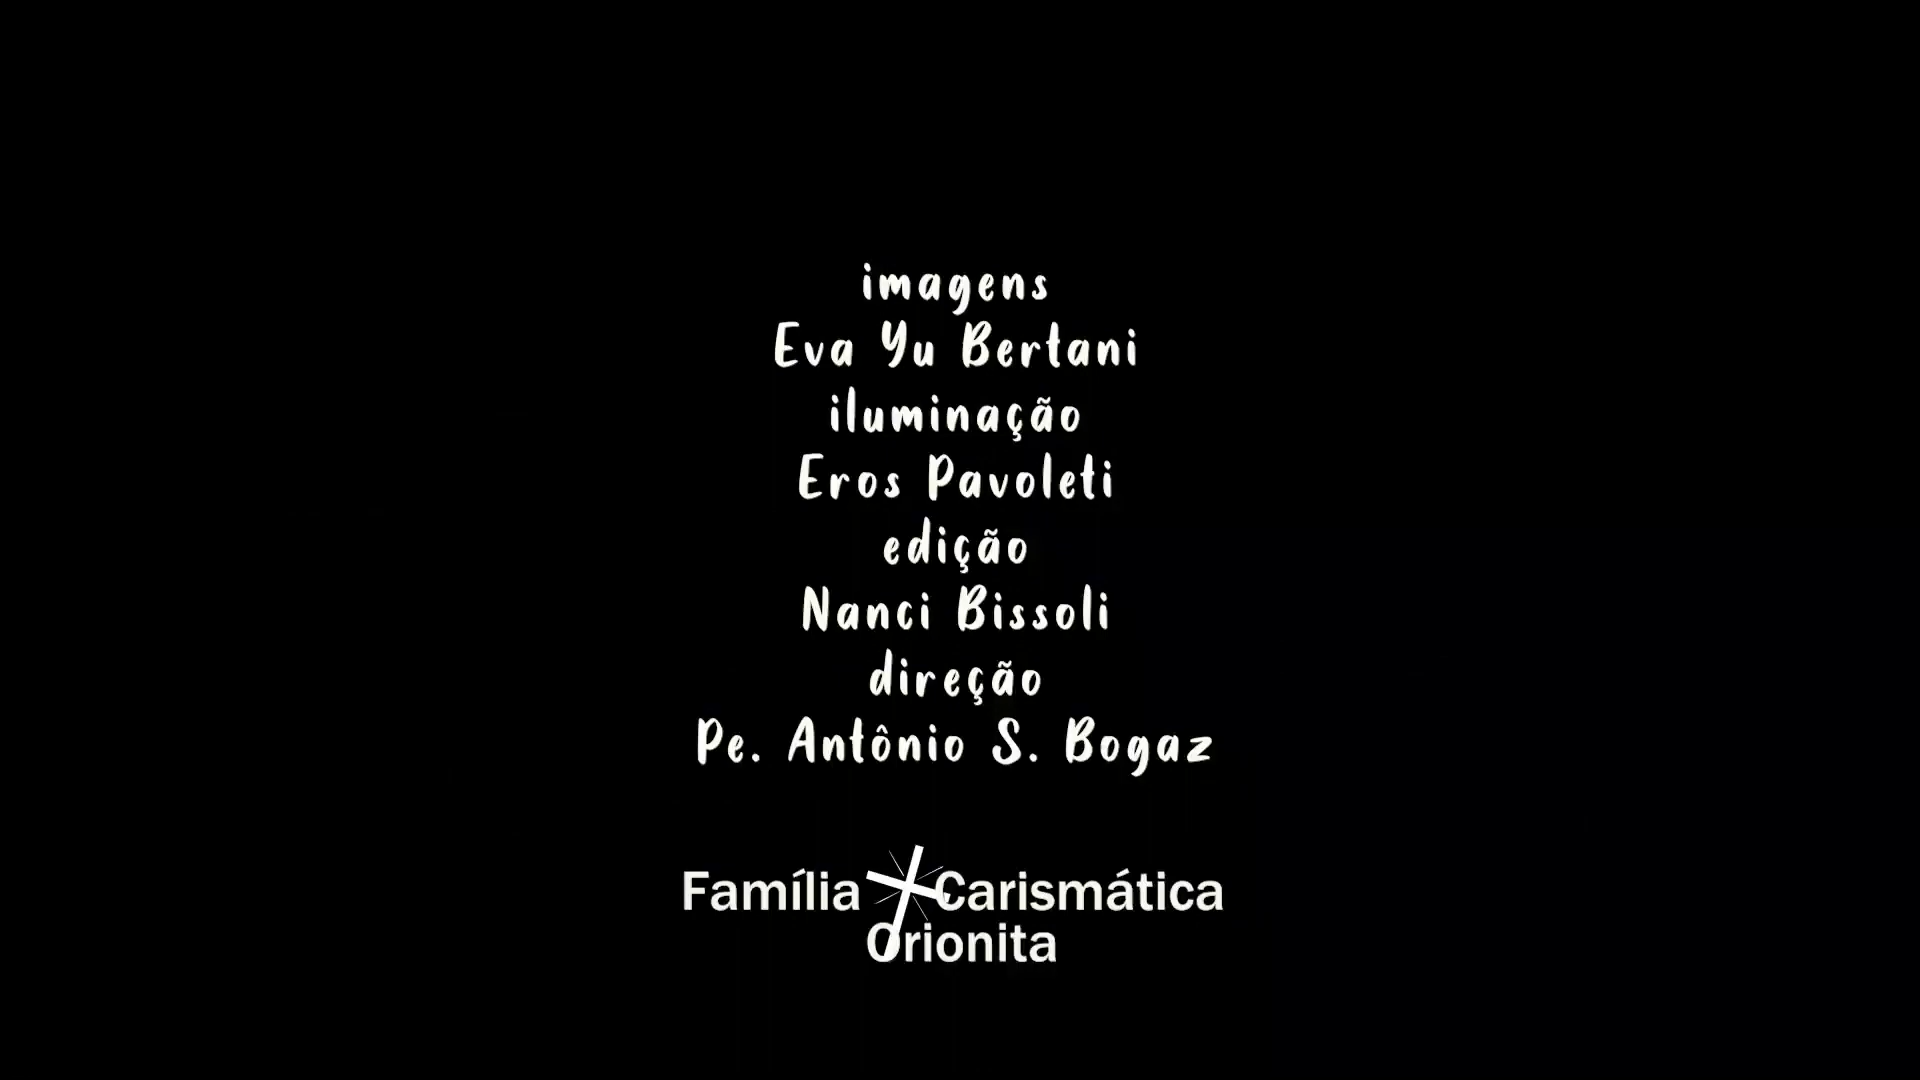 imagens
Eva Yu Bertani
iluminação
Eros Pavoleti
edição
Nanci Bissoli
direção
Pe. Antônio S. Bogaz
Família Carismática
Orionita